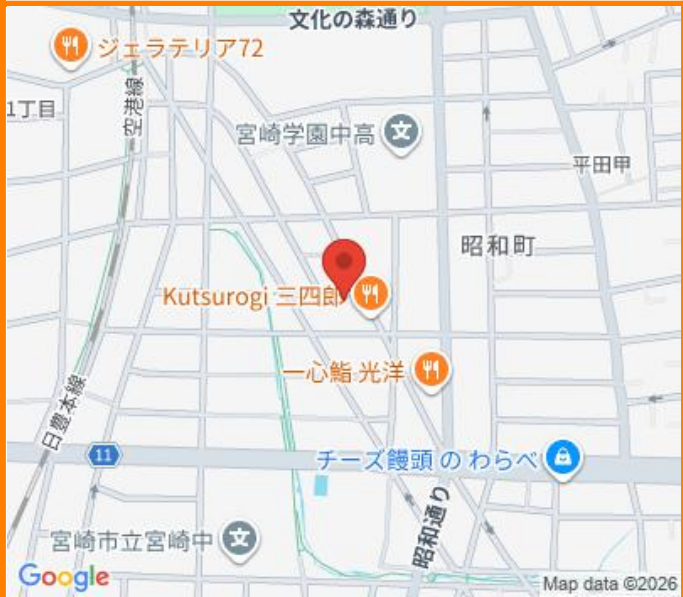 文化の森通り
ジェラテリア72
1丁目
空港線
宮崎学園中高
文
平田甲
昭和町
Kutsurogi 三四郎
一心鮨 光洋
日豊本線
11
チーズ饅頭 の わらべ
昭和通り
宮崎市立宮崎中
文
Google
Map data ©2026